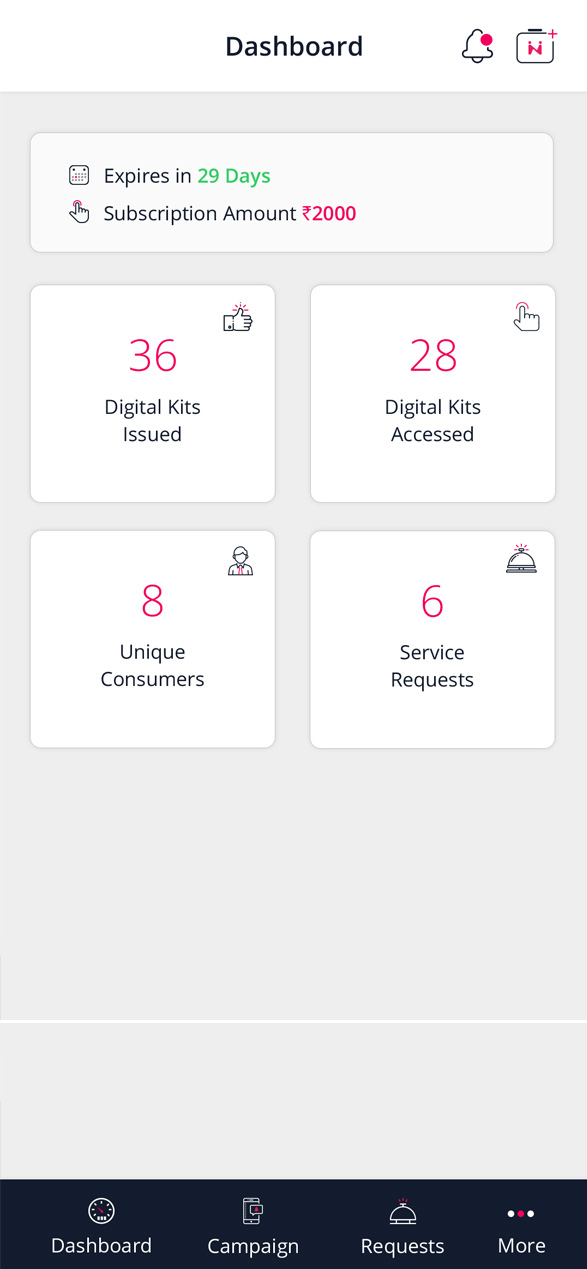 Dashboard
Expires in 29 Days
Subscription Amount ₹2000
36
Digital Kits
Issued
28
Digital Kits
Accessed
8
Unique
Consumers
6
Service
Requests
Dashboard
Campaign
Requests
More